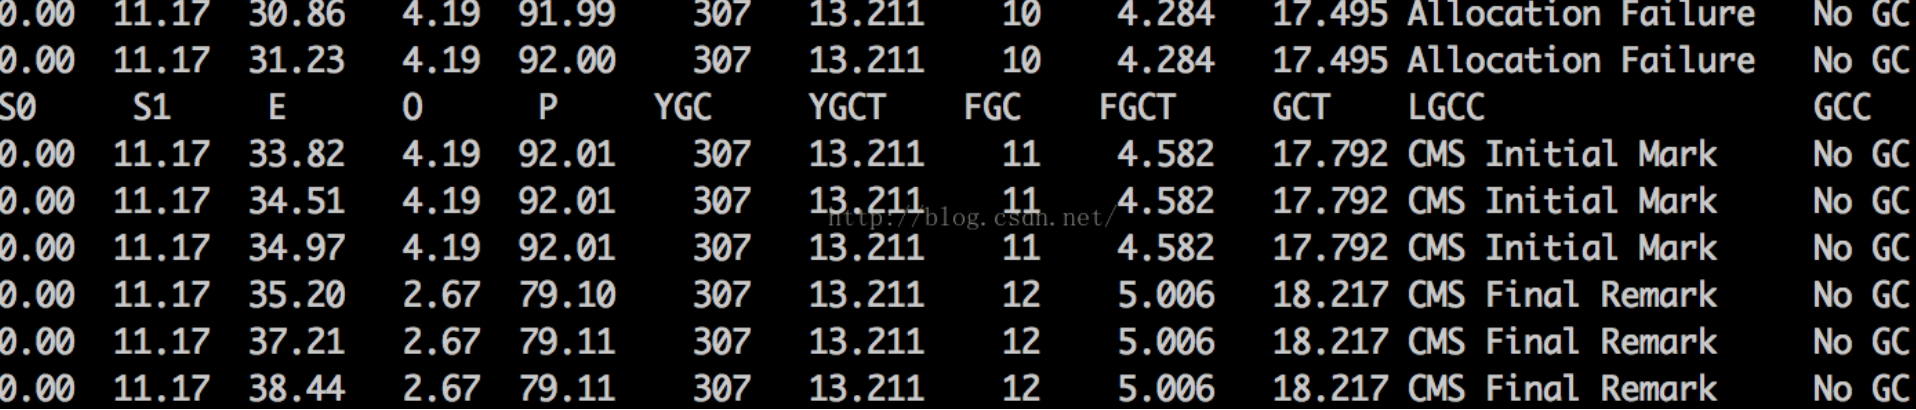 0.00 11.17 30.86 4.19 91.99 307 13.211 10 4.284 17.495 Allocation Failure No GC
0.00 11.17 31.23 4.19 92.00 307 13.211 10 4.284 17.495 Allocation Failure No GC
S0 S1 E O P YGC YGCT FGC FGCT GCT LGCC GCC
0.00 11.17 33.82 4.19 92.01 307 13.211 11 4.582 17.792 CMS Initial Mark No GC
0.00 11.17 34.51 4.19 92.01 307 13.211 11 4.582 17.792 CMS Initial Mark No GC
http://blog.csdn.net/
0.00 11.17 34.97 4.19 92.01 307 13.211 11 4.582 17.792 CMS Initial Mark No GC
0.00 11.17 35.20 2.67 79.10 307 13.211 12 5.006 18.217 CMS Final Remark No GC
0.00 11.17 37.21 2.67 79.11 307 13.211 12 5.006 18.217 CMS Final Remark No GC
0.00 11.17 38.44 2.67 79.11 307 13.211 12 5.006 18.217 CMS Final Remark No GC